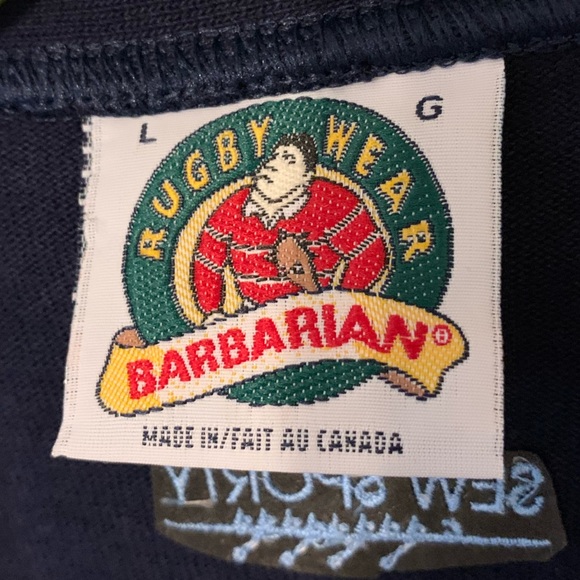 L G
RUGBY WEAR
BARBARIAN®
MADE IN/FAIT AU CANADA
SEW SPORTY